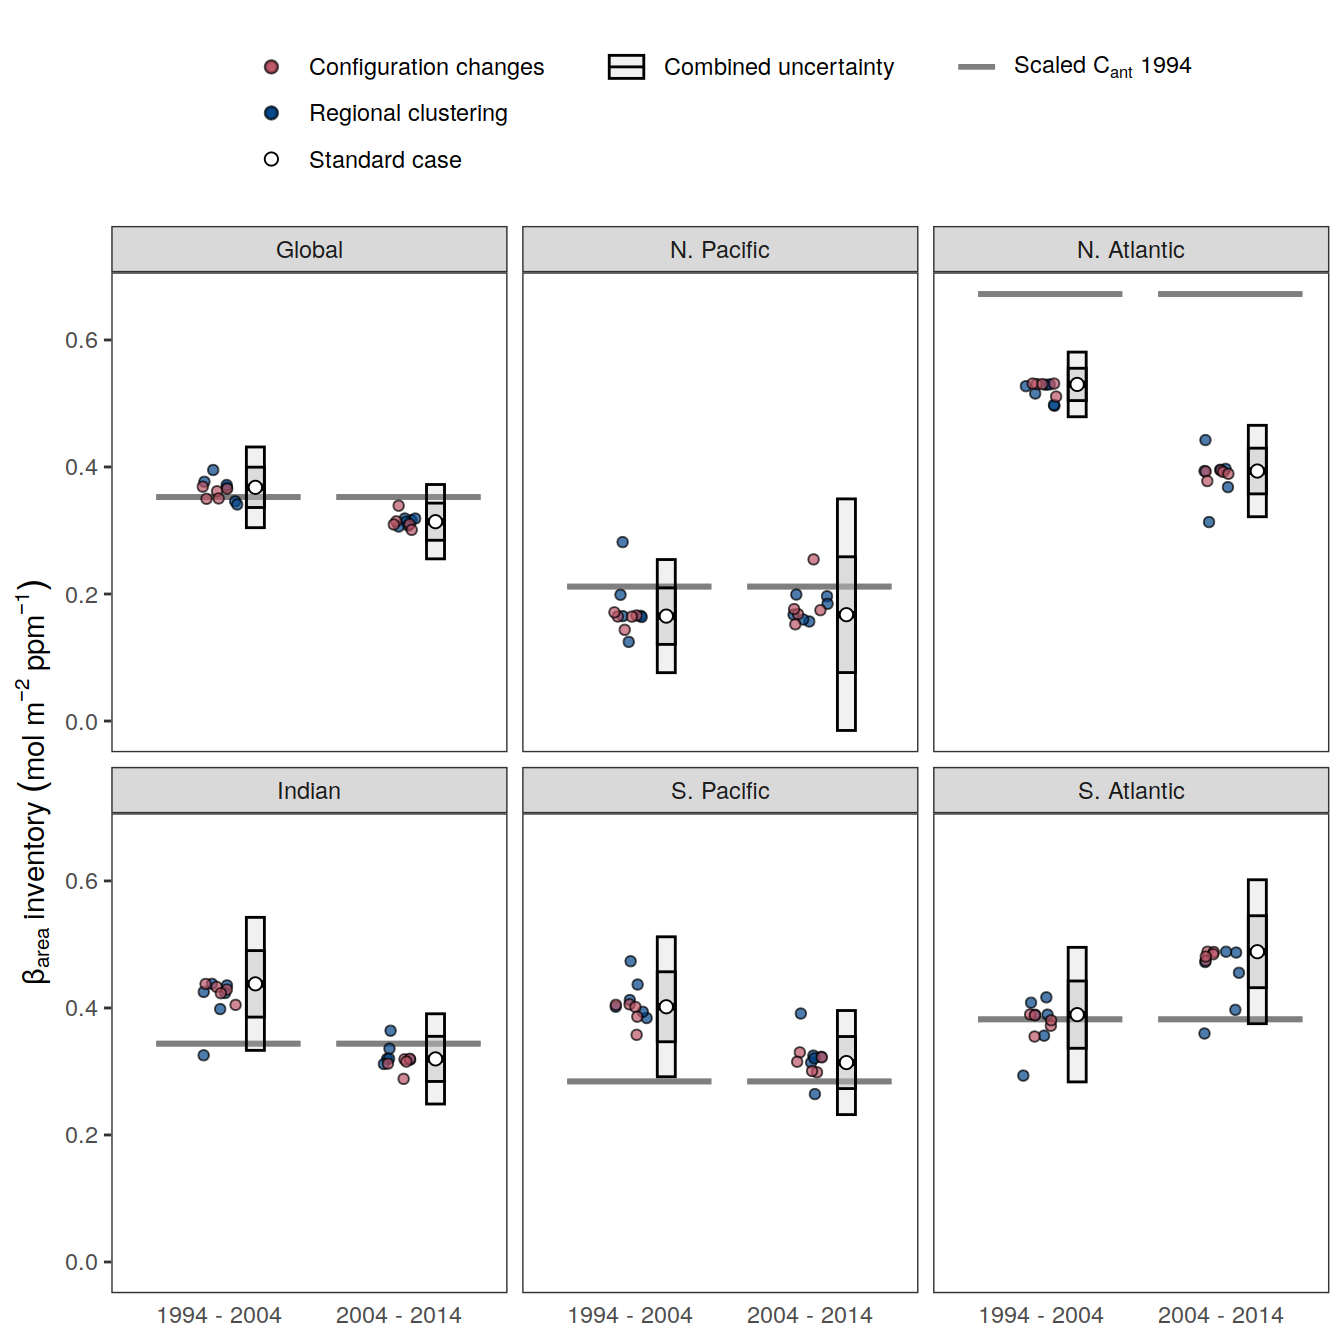 Configuration changes
Combined uncertainty
Scaled C_ant 1994
Regional clustering
Standard case
Global
N. Pacific
N. Atlantic
0.6
0.4
0.2
0.0
Indian
S. Pacific
S. Atlantic
0.6
0.4
0.2
0.0
β_area inventory (mol m⁻² ppm⁻¹)
1994 - 2004
2004 - 2014
1994 - 2004
2004 - 2014
1994 - 2004
2004 - 2014